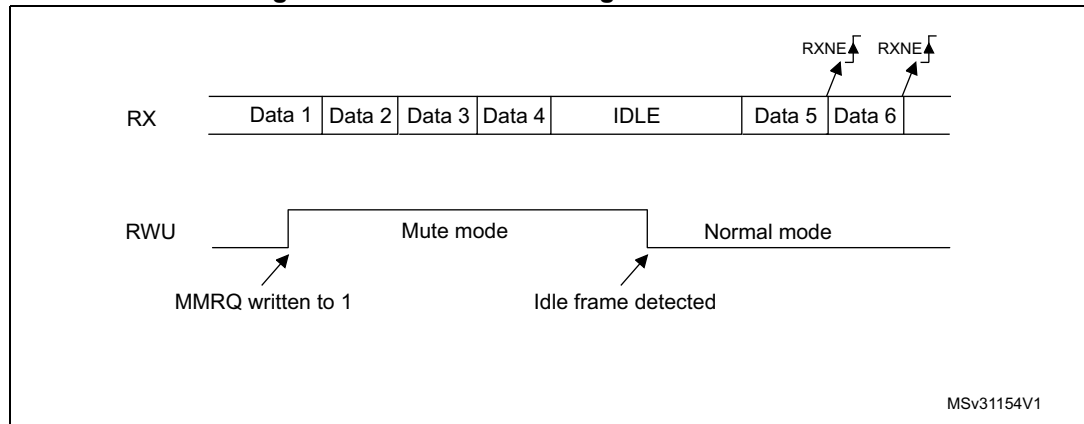 RXNE RXNE
RX Data 1 Data 2 Data 3 Data 4 IDLE Data 5 Data 6
RWU Mute mode Normal mode
MMRQ written to 1 Idle frame detected
MSv31154V1